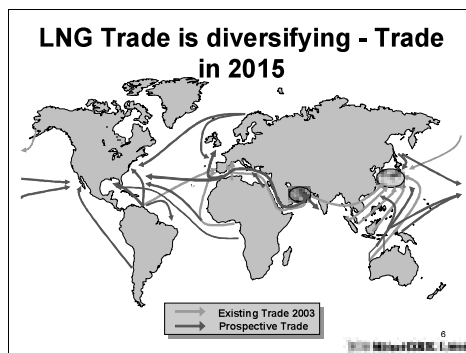 LNG Trade is diversifying - Trade
in 2015
Existing Trade 2003
Prospective Trade
6